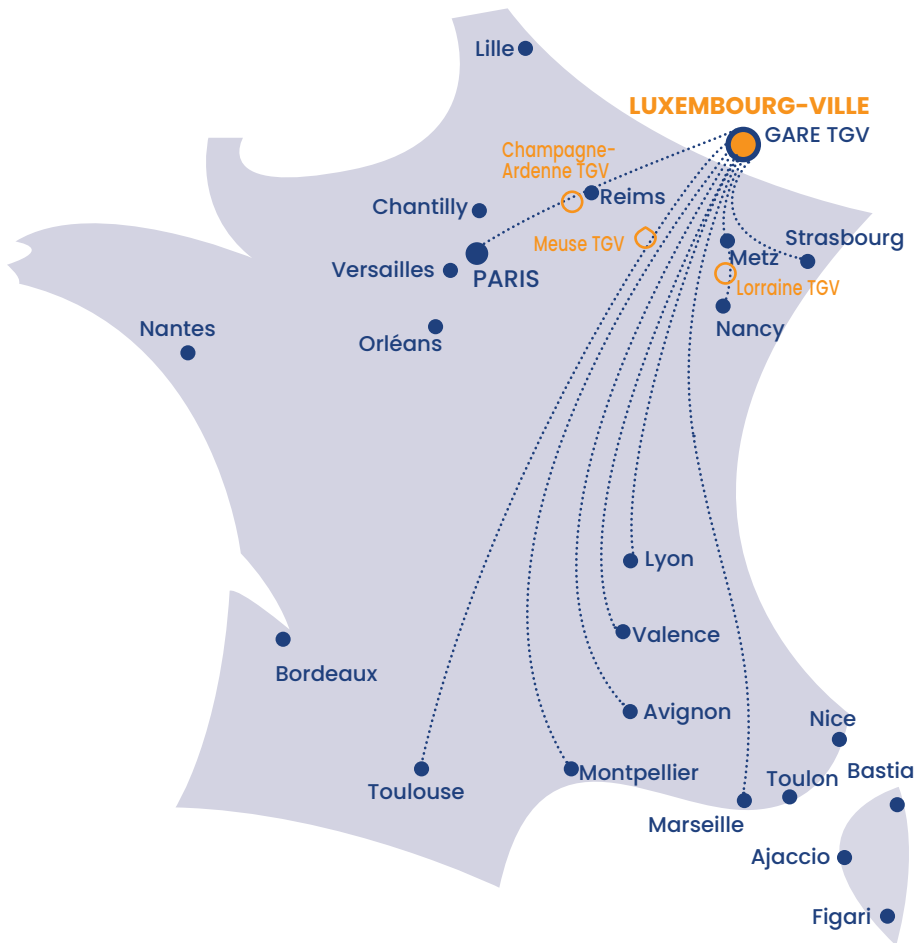 Lille
LUXEMBOURG-VILLE
GARE TGV
Champagne-
Ardenne TGV
Reims
Chantilly
Meuse TGV
Strasbourg
Metz
Versailles
PARIS
Lorraine TGV
Nantes
Orléans
Nancy
Lyon
Valence
Bordeaux
Avignon
Nice
Toulouse
Montpellier
Toulon
Bastia
Marseille
Ajaccio
Figari